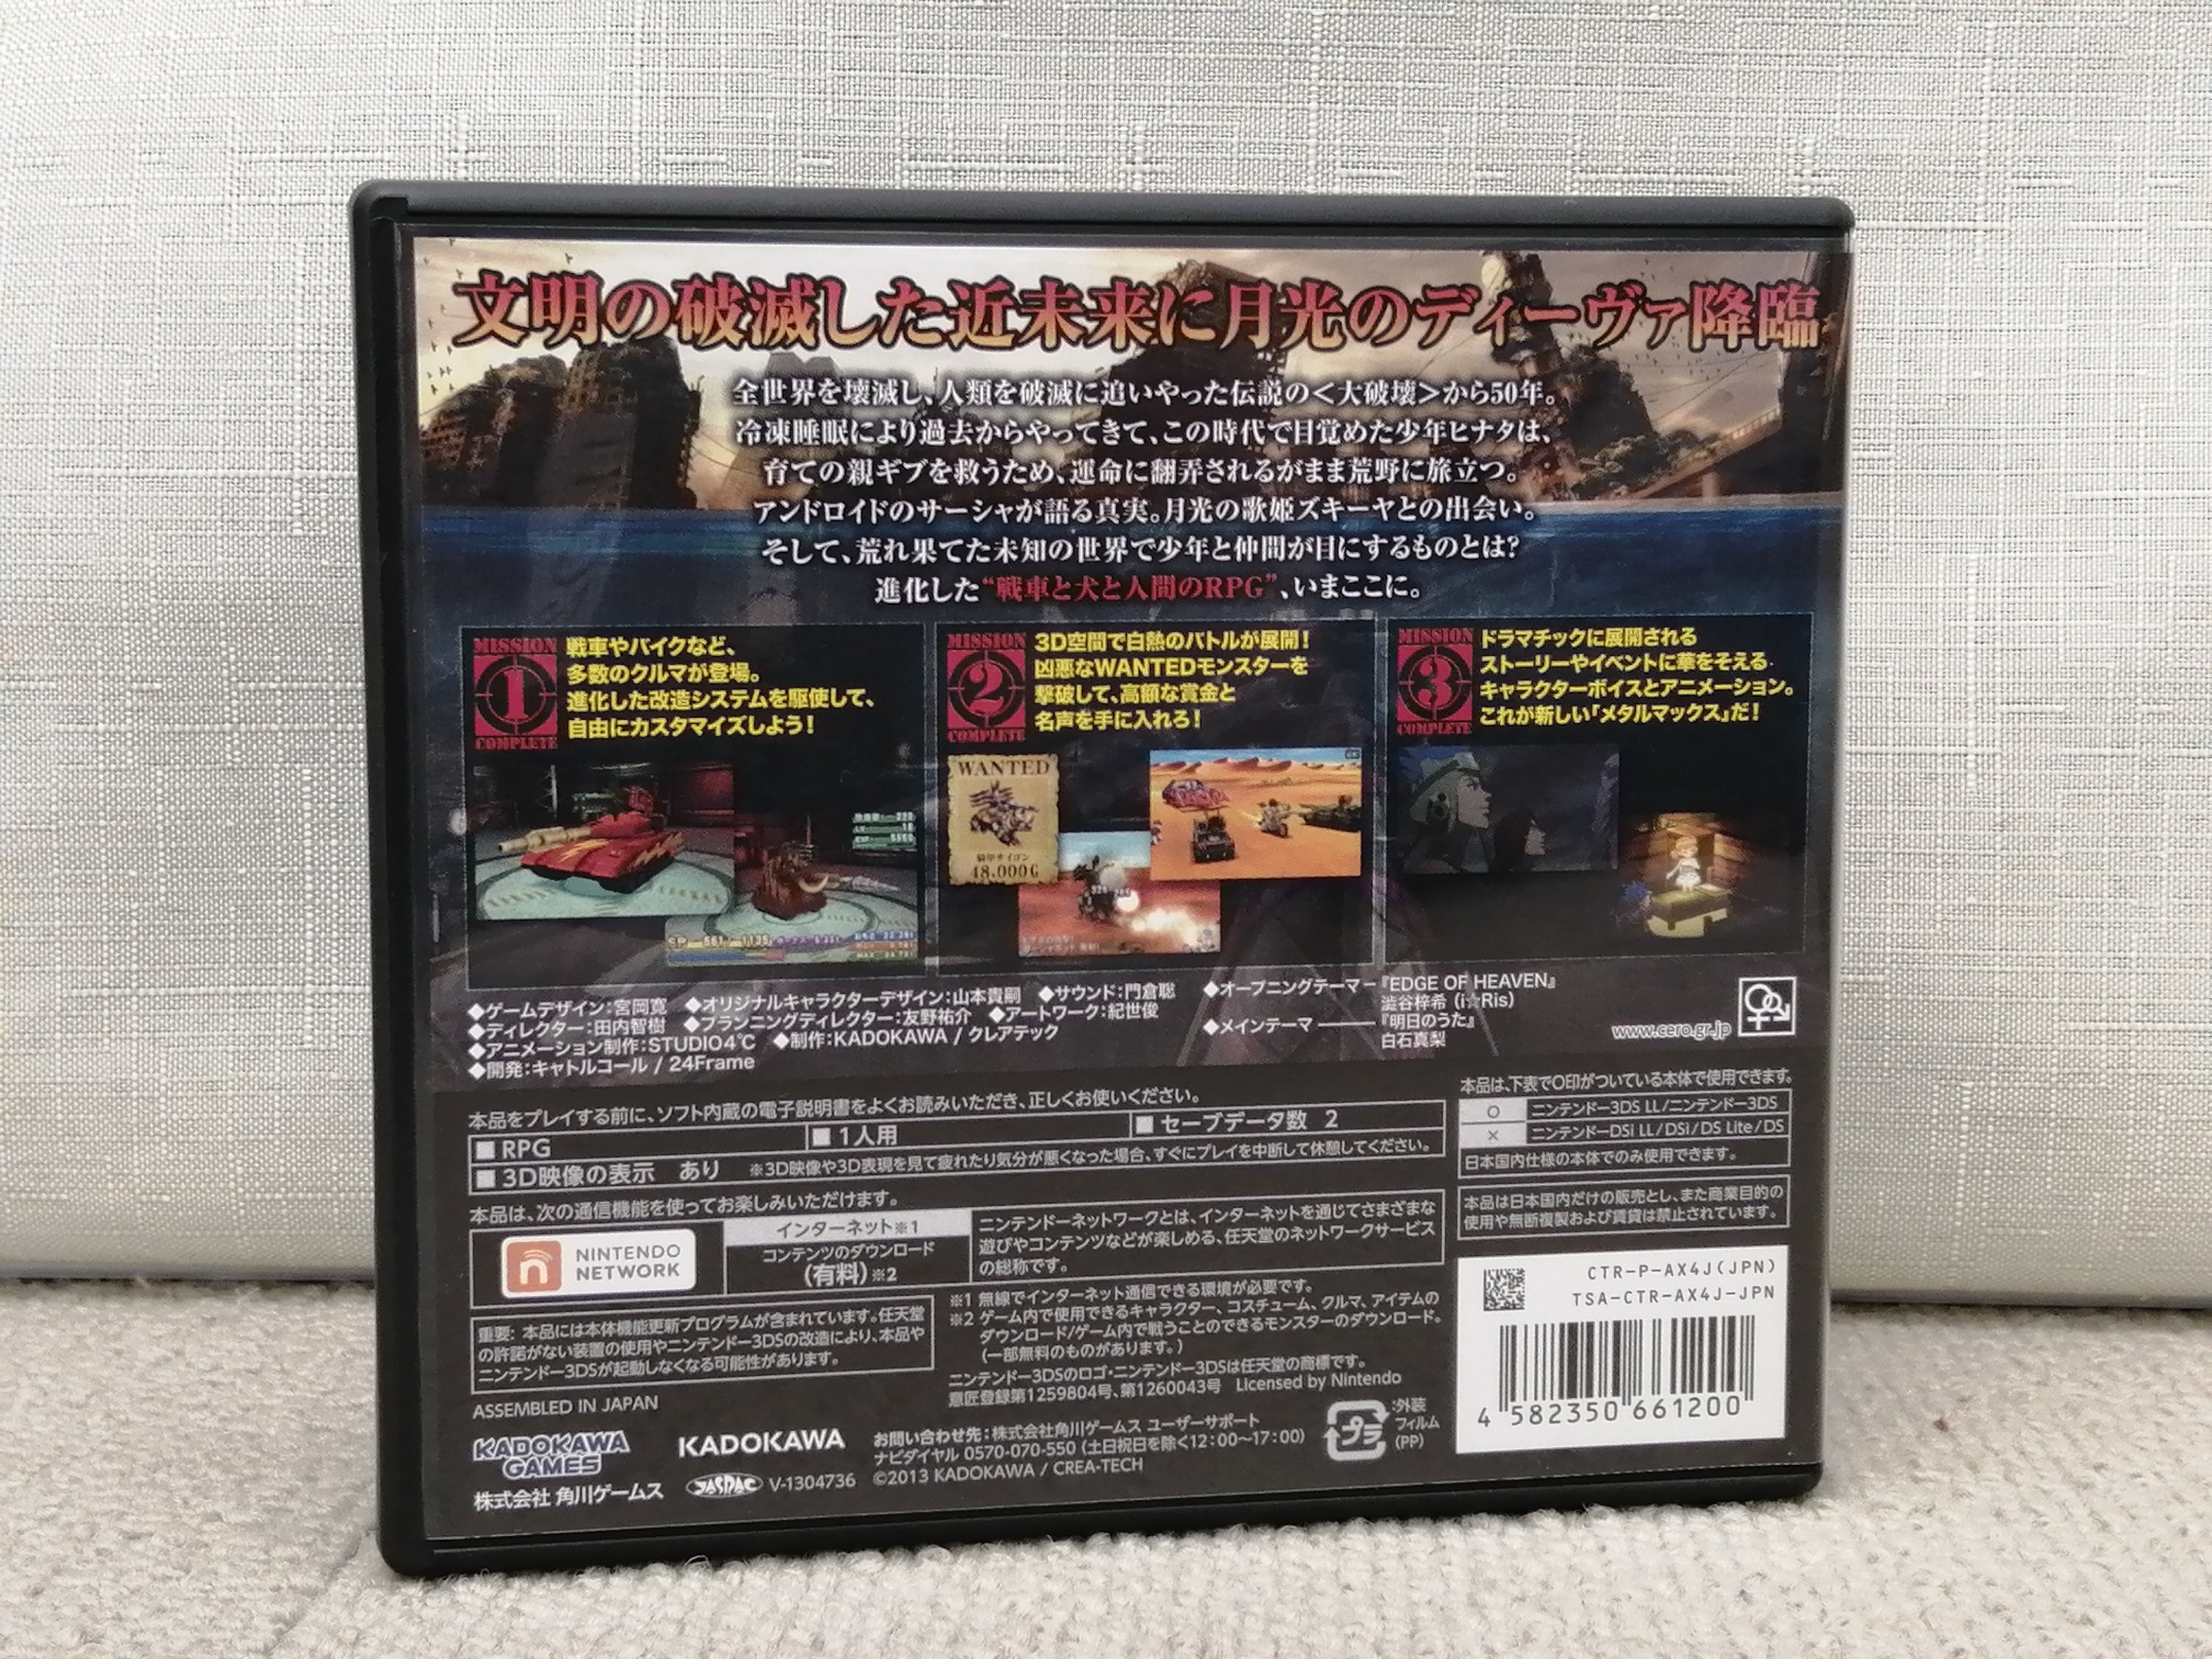 文明の破滅した近未来に月光のディーヴァ降臨
全世界を壊滅し、人類を破滅に追いやった伝説の<大破壊>から50年。
冷凍睡眠により過去からやってきて、この時代で目覚めた少年ヒナタは、
育ての親ギブを救うため、運命に翻弄されるがまま荒野に旅立つ。
アンドロイドのサーシャが語る真実。月光の歌姫ズキーヤとの出会い。
そして、荒れ果てた未知の世界で少年と仲間が目にするものとは?
進化した“戦車と犬と人間のRPG”、いまここに。
MISSION
1
COMPLETE
戦車やバイクなど、
多数のクルマが登場。
進化した改造システムを駆使して、
自由にカスタマイズしよう!
MISSION
2
COMPLETE
3D空間で白熱のバトルが展開!
凶悪なWANTEDモンスターを
撃破して、高額な賞金と
名声を手に入れろ!
WANTED
騎甲サイゴン
48,000G
MISSION
3
COMPLETE
ドラマチックに展開される
ストーリーやイベントに華をそえる
キャラクターボイスとアニメーション。
これが新しい「メタルマックス」だ!
◆ゲームデザイン:宮岡寛 ◆オリジナルキャラクターデザイン:山本貴嗣 ◆サウンド:門倉聡
◆ディレクター:田内智樹 ◆プランニングディレクター:友野祐介 ◆アートワーク:紀世俊
◆アニメーション制作:STUDIO4℃ ◆制作:KADOKAWA / クレアテック
◆開発:キャトルコール / 24Frame
◆オープニングテーマ─『EDGE OF HEAVEN』
澁谷梓希 (i☆Ris)
◆メインテーマ───『明日のうた』
白石真梨
www.cero.gr.jp
本品をプレイする前に、ソフト内蔵の電子説明書をよくお読みいただき、正しくお使いください。
■RPG ■1人用 ■セーブデータ数 2
■3D映像の表示 あり ※3D映像や3D表現を見て疲れたり気分が悪くなった場合、すぐにプレイを中断して休憩してください。
本品は、次の通信機能を使ってお楽しみいただけます。
NINTENDO
NETWORK
インターネット※1
コンテンツのダウンロード
(有料)※2
ニンテンドーネットワークとは、インターネットを通じてさまざまな
遊びやコンテンツなどが楽しめる、任天堂のネットワークサービス
の総称です。
※1 無線でインターネット通信できる環境が必要です。
※2 ゲーム内で使用できるキャラクター、コスチューム、クルマ、アイテムの
ダウンロード/ゲーム内で戦うことのできるモンスターのダウンロード。
(一部無料のものがあります。)
重要: 本品には本体機能更新プログラムが含まれています。任天堂
の許諾がない装置の使用やニンテンドー3DSの改造により、本品や
ニンテンドー3DSが起動しなくなる可能性があります。
ニンテンドー3DSのロゴ・ニンテンドー3DSは任天堂の商標です。
意匠登録第1259804号、第1260043号 Licensed by Nintendo
ASSEMBLED IN JAPAN
KADOKAWA
GAMES
株式会社 角川ゲームス
KADOKAWA
JASRAC V-1304736
お問い合わせ先:株式会社角川ゲームス ユーザーサポート
ナビダイヤル 0570-070-550 (土日祝日を除く12:00〜17:00)
©2013 KADOKAWA / CREA-TECH
プラ
:外装
フィルム
(PP)
本品は、下表で〇印がついている本体で使用できます。
○ ニンテンドー3DS LL/ニンテンドー3DS
× ニンテンドーDSi LL/DSi/DS Lite/DS
日本国内仕様の本体でのみ使用できます。
本品は日本国内だけの販売とし、また商業目的の
使用や無断複製および賃貸は禁止されています。
CTR-P-AX4J(JPN)
TSA-CTR-AX4J-JPN
4 582350 661200